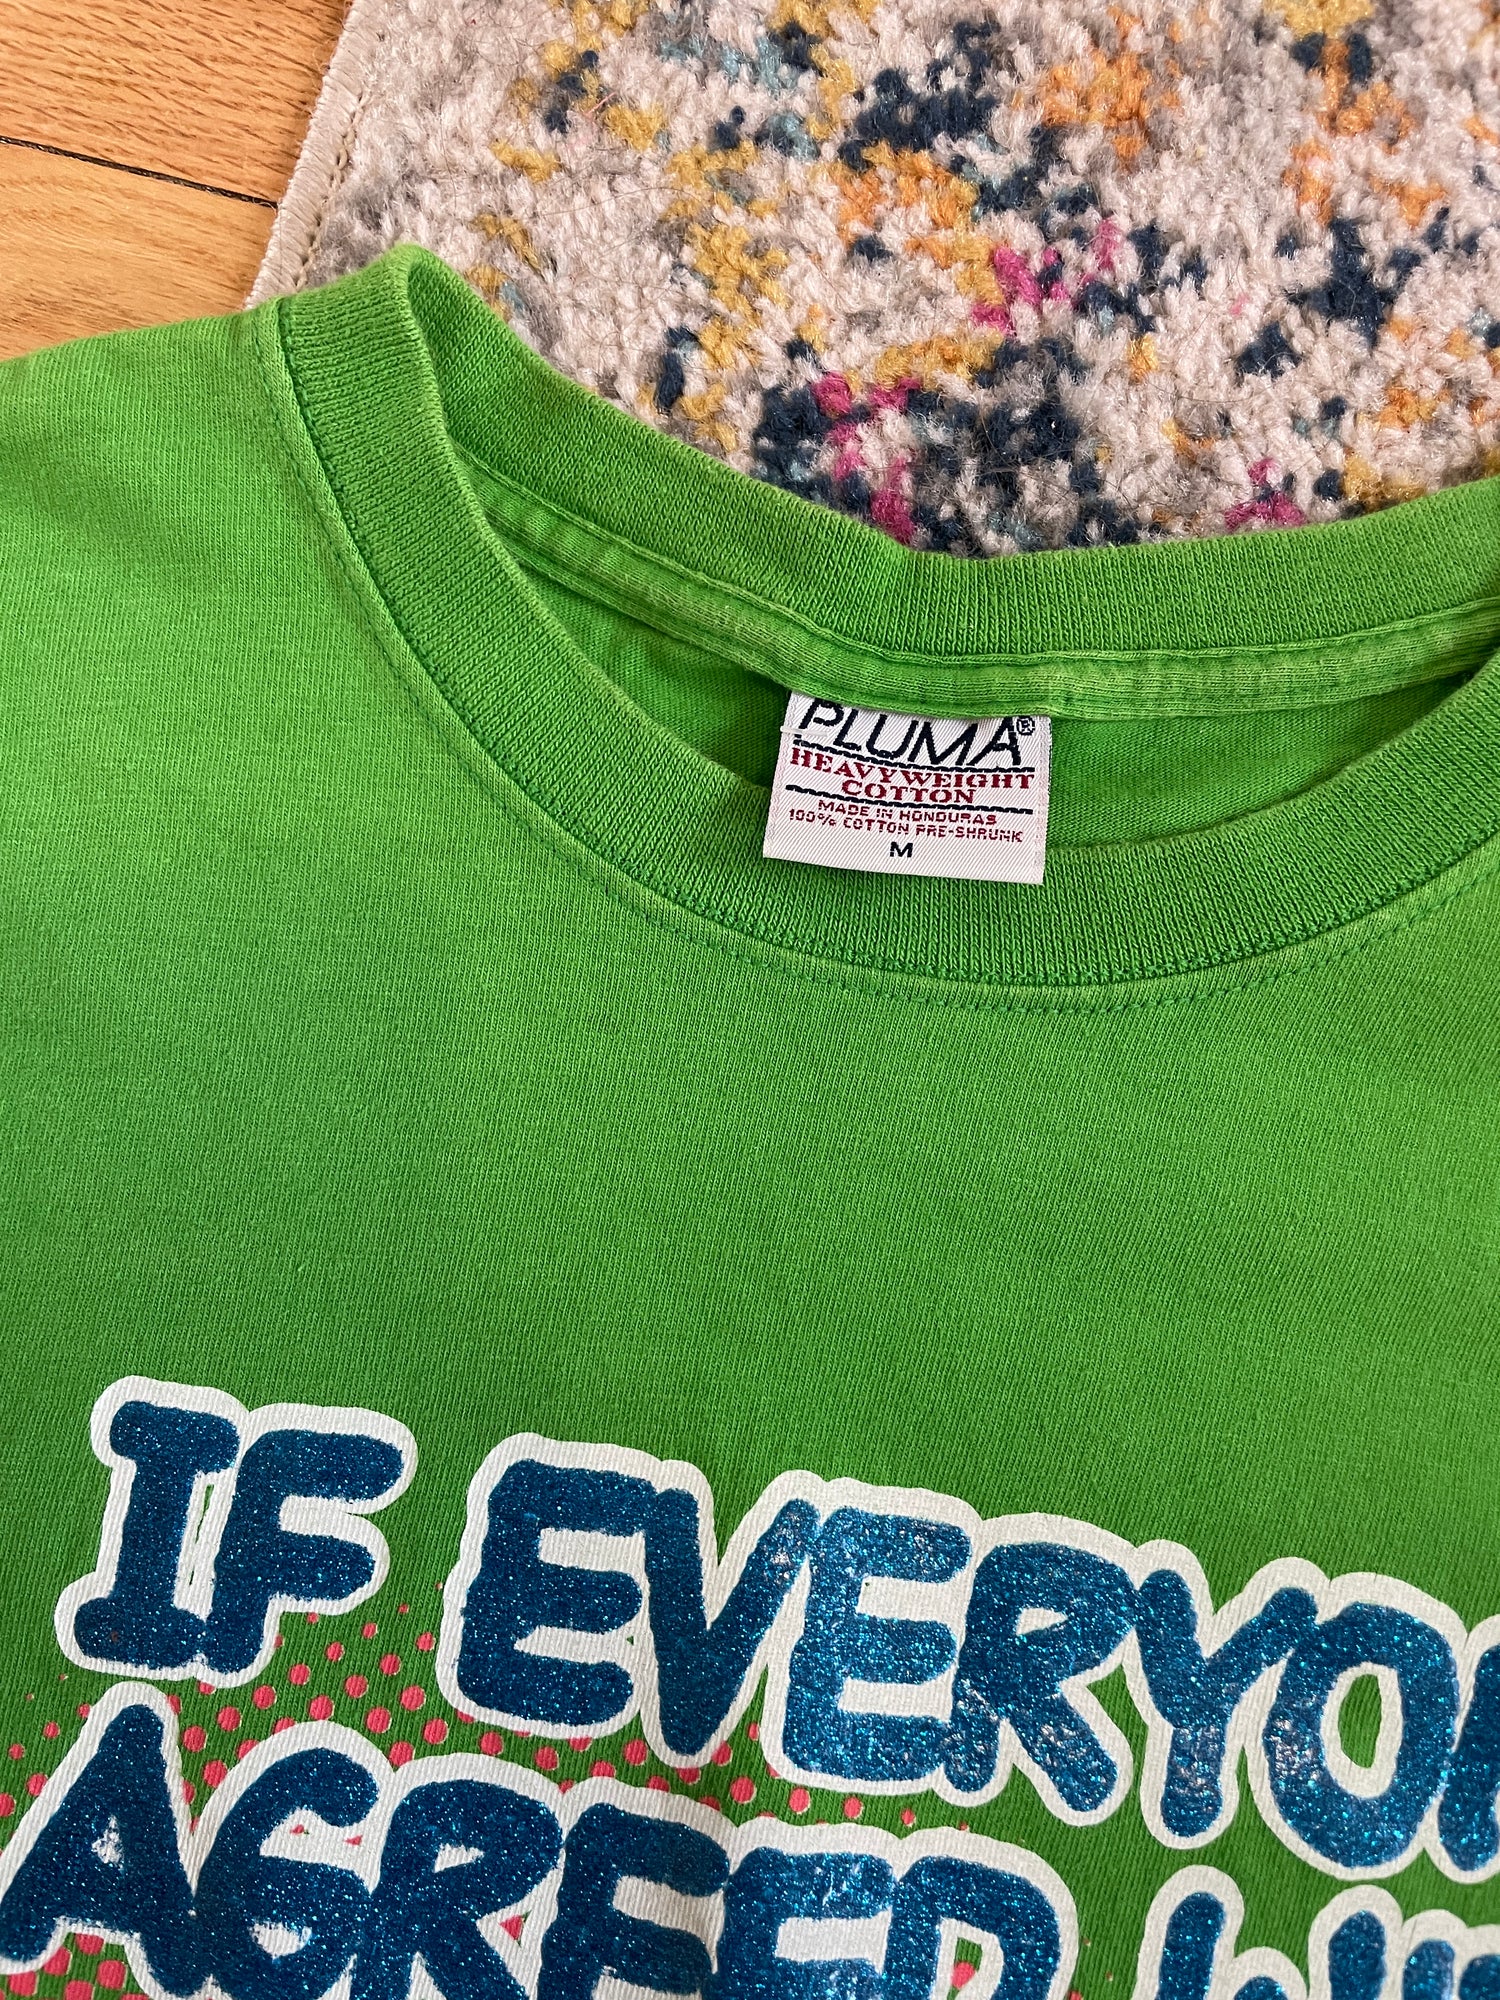 PLUMA®
HEAVYWEIGHT
COTTON
MADE IN HONDURAS
100% COTTON PRE-SHRUNK
M
IF EVERYO
AGREED